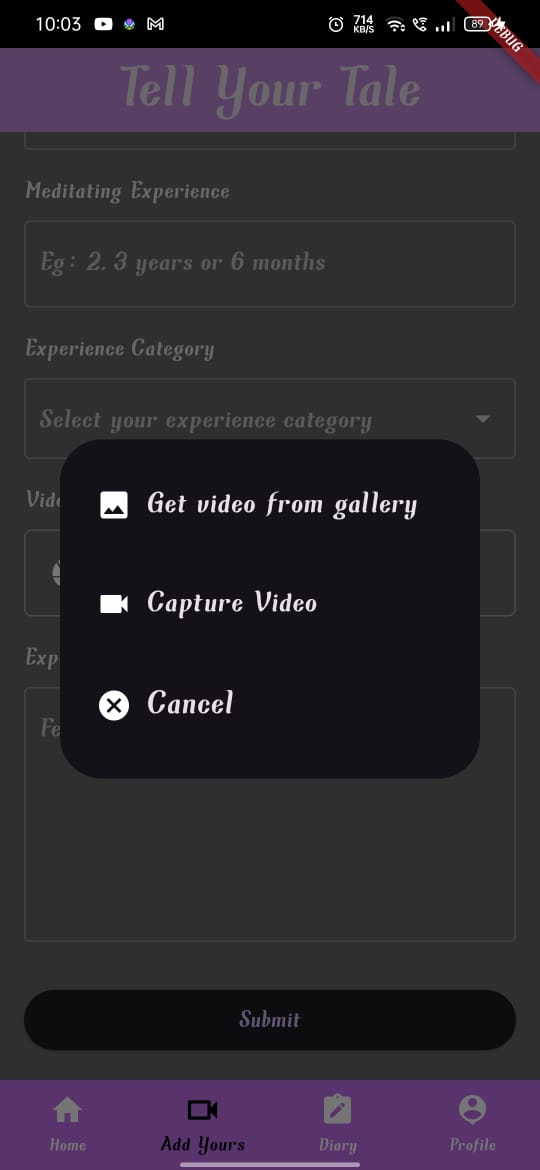 10:03
714
KB/S
89
DEBUG
Tell Your Tale
Meditating Experience
Eg : 2. 3 years or 6 months
Experience Category
Select your experience category
Vide
Get video from gallery
Capture Video
Exp
Cancel
Fe
Submit
Home
Add Yours
Diary
Profile